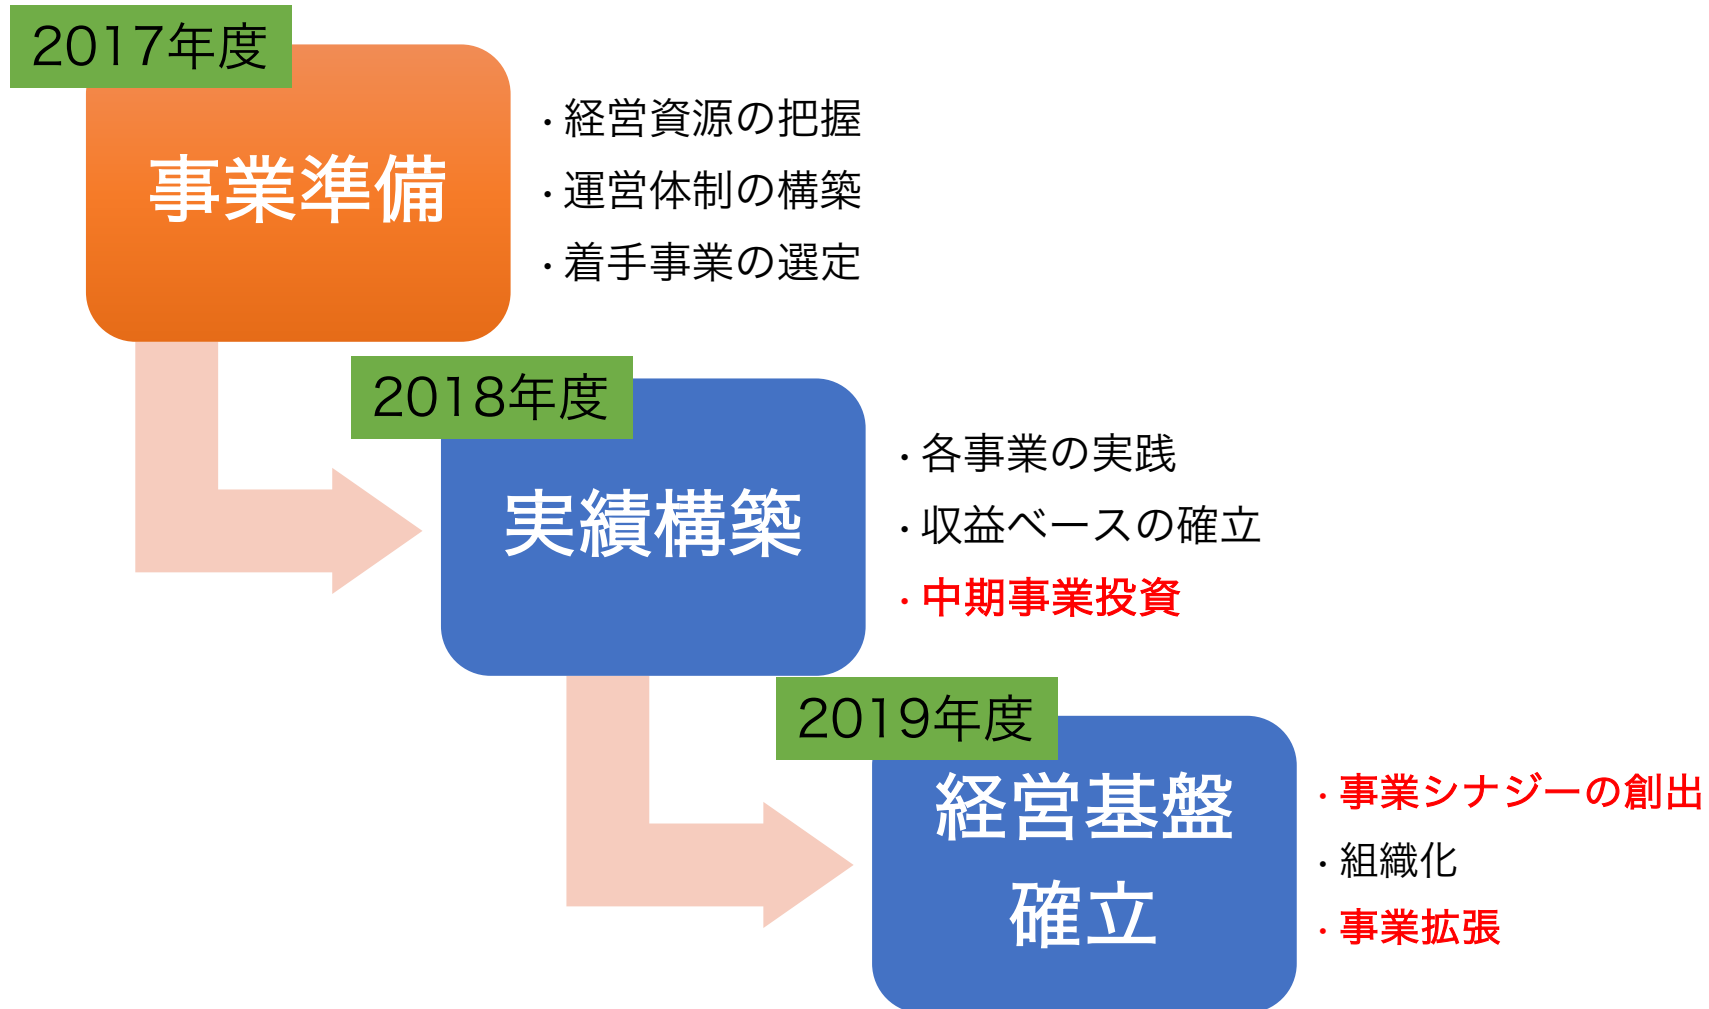 2017年度
事業準備
・経営資源の把握
・運営体制の構築
・着手事業の選定
2018年度
実績構築
・各事業の実践
・収益ベースの確立
・中期事業投資
2019年度
経営基盤
確立
・事業シナジーの創出
・組織化
・事業拡張